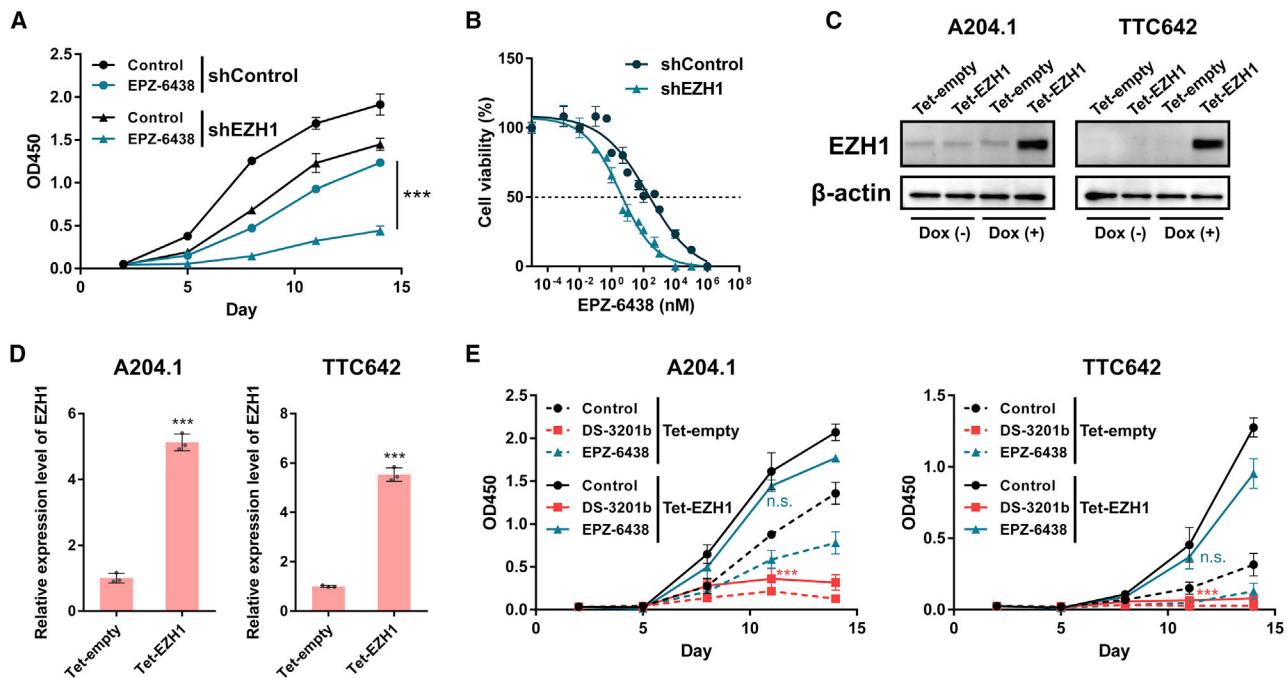 A
2.5
2.0
1.5
1.0
0.5
0.0
OD450
Control
EPZ-6438
shControl
Control
EPZ-6438
shEZH1
***
0
5
10
15
Day
B
150
100
50
0
Cell viability (%)
shControl
shEZH1
10⁻⁴ 10⁻² 10⁰ 10² 10⁴ 10⁶ 10⁸
EPZ-6438 (nM)
C
A204.1
TTC642
Tet-empty
Tet-EZH1
Tet-empty
Tet-EZH1
Tet-empty
Tet-EZH1
Tet-empty
Tet-EZH1
EZH1
β-actin
Dox (-)
Dox (+)
Dox (-)
Dox (+)
D
A204.1
Relative expression level of EZH1
6
4
2
0
***
Tet-empty
Tet-EZH1
TTC642
Relative expression level of EZH1
8
6
4
2
0
***
Tet-empty
Tet-EZH1
E
A204.1
2.5
2.0
1.5
1.0
0.5
0.0
OD450
Control
DS-3201b
EPZ-6438
Tet-empty
Control
DS-3201b
EPZ-6438
Tet-EZH1
n.s.
***
0
5
10
15
Day
TTC642
1.5
1.0
0.5
0.0
OD450
Control
DS-3201b
EPZ-6438
Tet-empty
Control
DS-3201b
EPZ-6438
Tet-EZH1
n.s.
***
0
5
10
15
Day